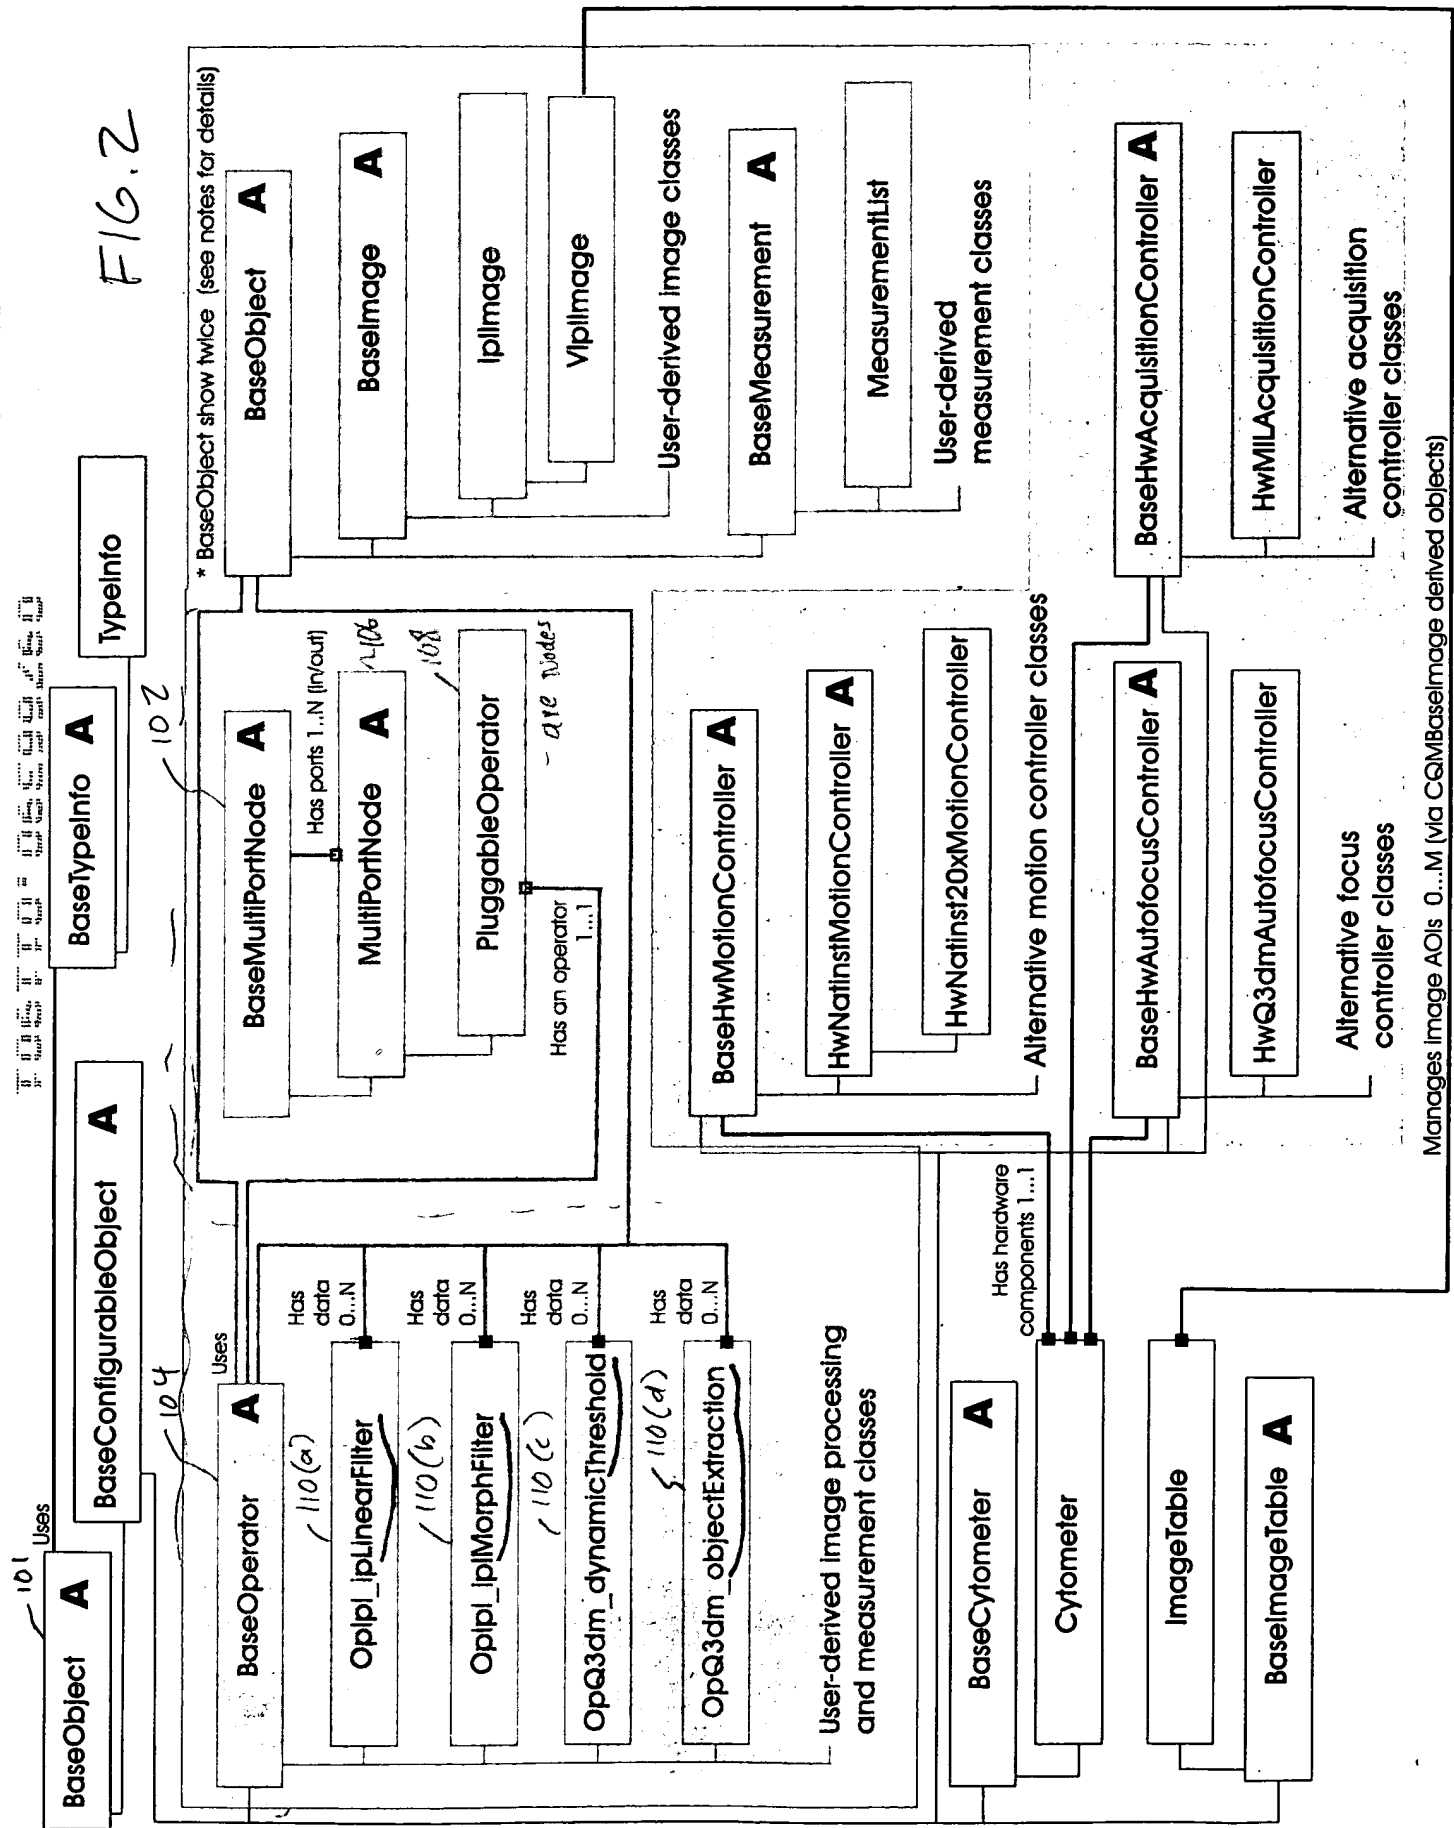 FIG.2
101
BaseObject A
Uses
BaseTypeInfo A
TypeInfo
BaseConfigurableObject A
* BaseObject show twice (see notes for details)
104
BaseOperator A
Uses
110(a)
OpIpl_ipLinearFilter
Has
data
0...N
110(b)
OpIpl_iplMorphFilter
Has
data
0...N
110(c)
OpQ3dm_dynamicThreshold
Has
data
0...N
110(d)
OpQ3dm_objectExtraction
Has
data
0...N
User-derived image processing
and measurement classes
102
BaseMultiPortNode A
Has ports 1...N (in/out)
MultiPortNode A
106
108
PluggableOperator
- are Nodes
Has an operator
1...1
BaseObject A
BaseImage A
IplImage
VipIImage
User-derived image classes
BaseMeasurement A
MeasurementList
User-derived
measurement classes
BaseHwMotionController A
HwNatinstMotionController
HwNatinst20xMotionController
Alternative motion controller classes
BaseHwAutofocusController A
HwQ3dmAutofocusController
Alternative focus
controller classes
BaseHwAcquisitionController A
HwMILAcquisitionController
Alternative acquisition
controller classes
BaseCytometer A
Cytometer
Has hardware
components 1...1
ImageTable
BaseImageTable A
Manages image AOIs 0...M (via CQMBaseImage derived objects)